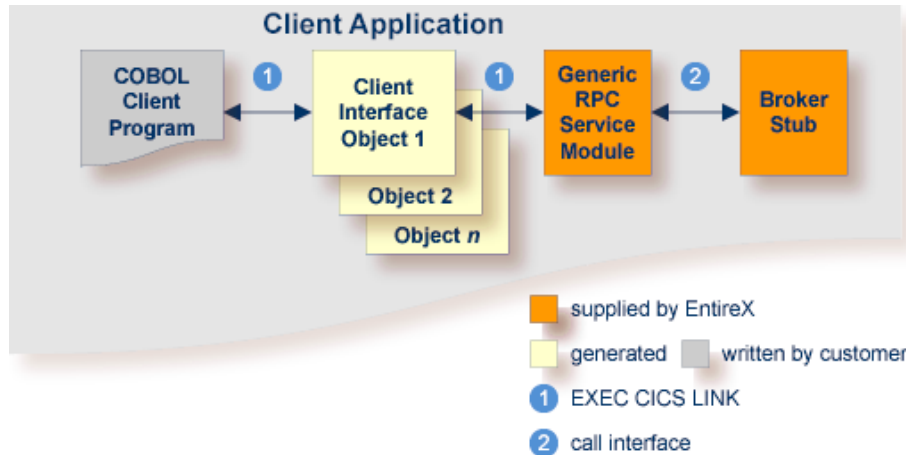 Client Application
COBOL
Client
Program
1
Client
Interface
Object 1
Object 2
Object n
1
Generic
RPC
Service
Module
2
Broker
Stub
supplied by EntireX
generated
written by customer
1 EXEC CICS LINK
2 call interface